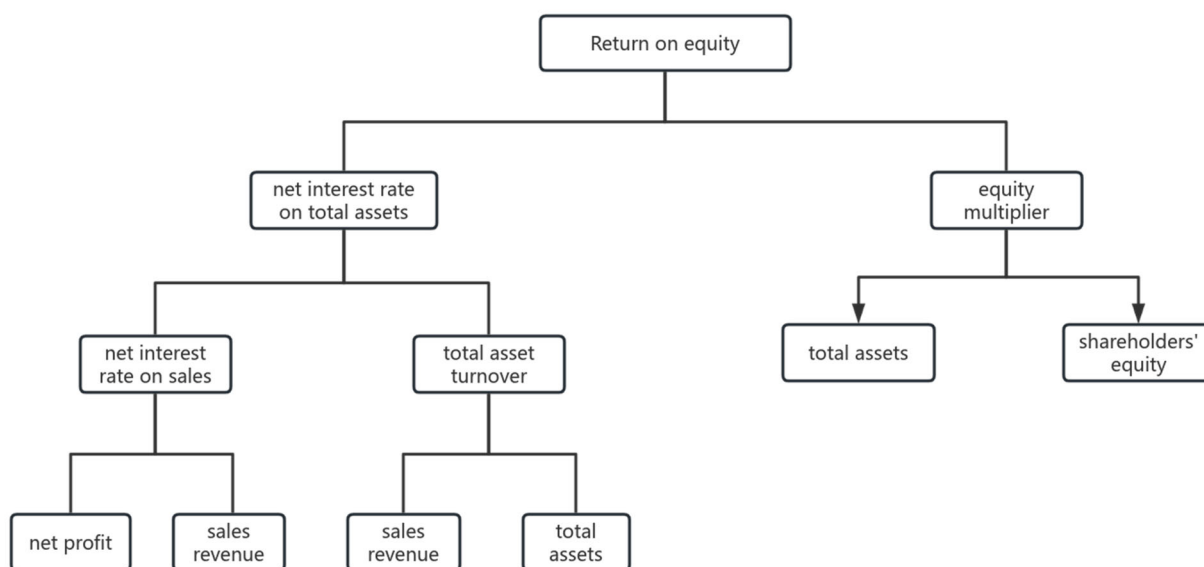 Return on equity
net interest rate
on total assets
equity
multiplier
net interest
rate on sales
total asset
turnover
total assets
shareholders'
equity
net profit
sales
revenue
sales
revenue
total
assets